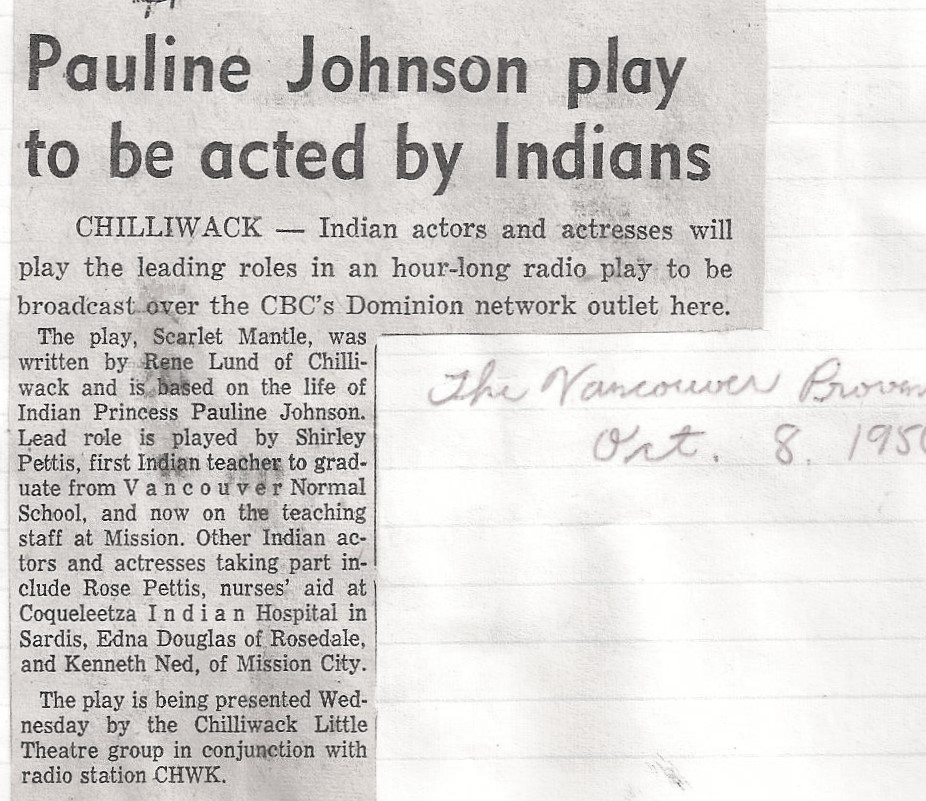 Pauline Johnson play
to be acted by Indians
CHILLIWACK — Indian actors and actresses will
play the leading roles in an hour-long radio play to be
broadcast over the CBC's Dominion network outlet here.
The play, Scarlet Mantle, was
written by Rene Lund of Chilli-
wack and is based on the life of
Indian Princess Pauline Johnson.
Lead role is played by Shirley
Pettis, first Indian teacher to grad-
uate from Vancouver Normal
School, and now on the teaching
staff at Mission. Other Indian ac-
tors and actresses taking part in-
clude Rose Pettis, nurses' aid at
Coqueleetza Indian Hospital in
Sardis, Edna Douglas of Rosedale,
and Kenneth Ned, of Mission City.
The play is being presented Wed-
nesday by the Chilliwack Little
Theatre group in conjunction with
radio station CHWK.
The Vancouver Provin
Oct. 8. 195